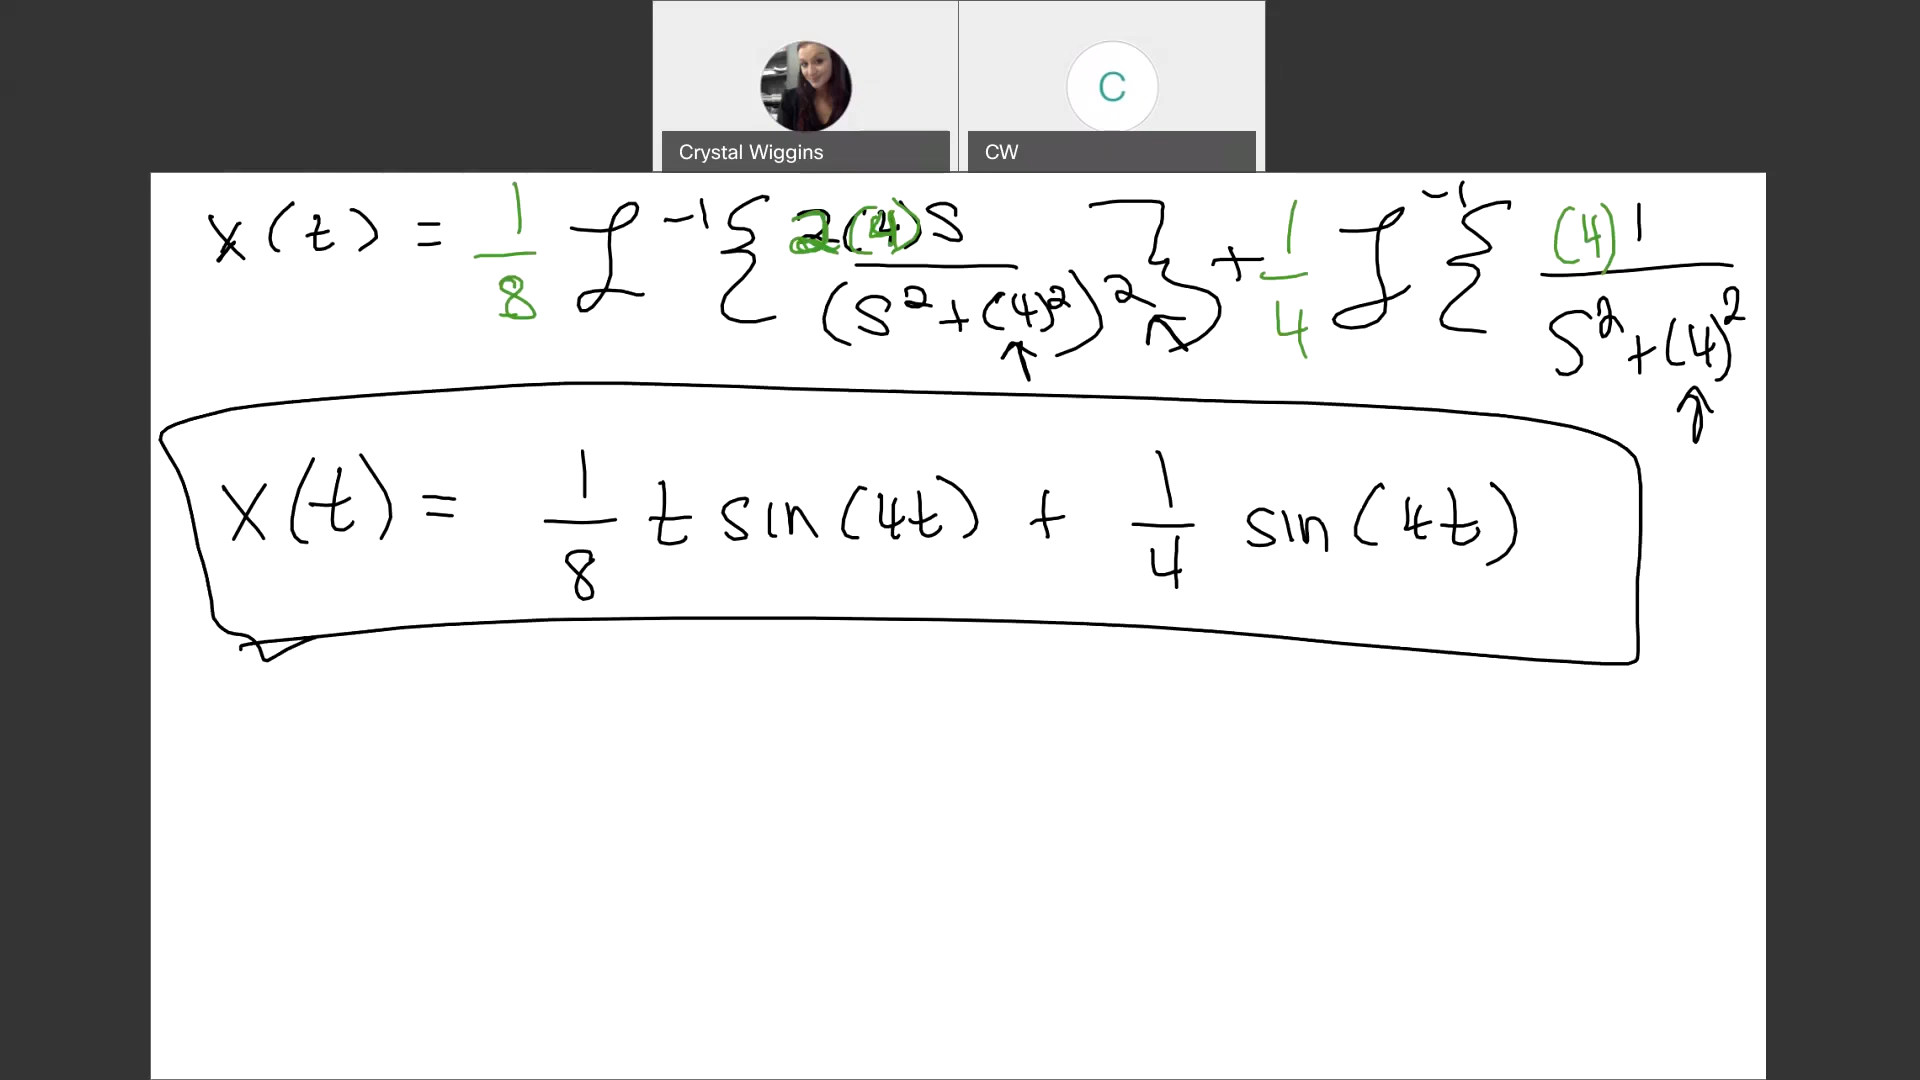 Crystal Wiggins
C
CW
x(t) = 1/8 ℒ⁻¹{ 2(4)s / (s²+(4)²)² } + 1/4 ℒ⁻¹{ (4)1 / s²+(4)²
x(t) = 1/8 t sin(4t) + 1/4 sin(4t)